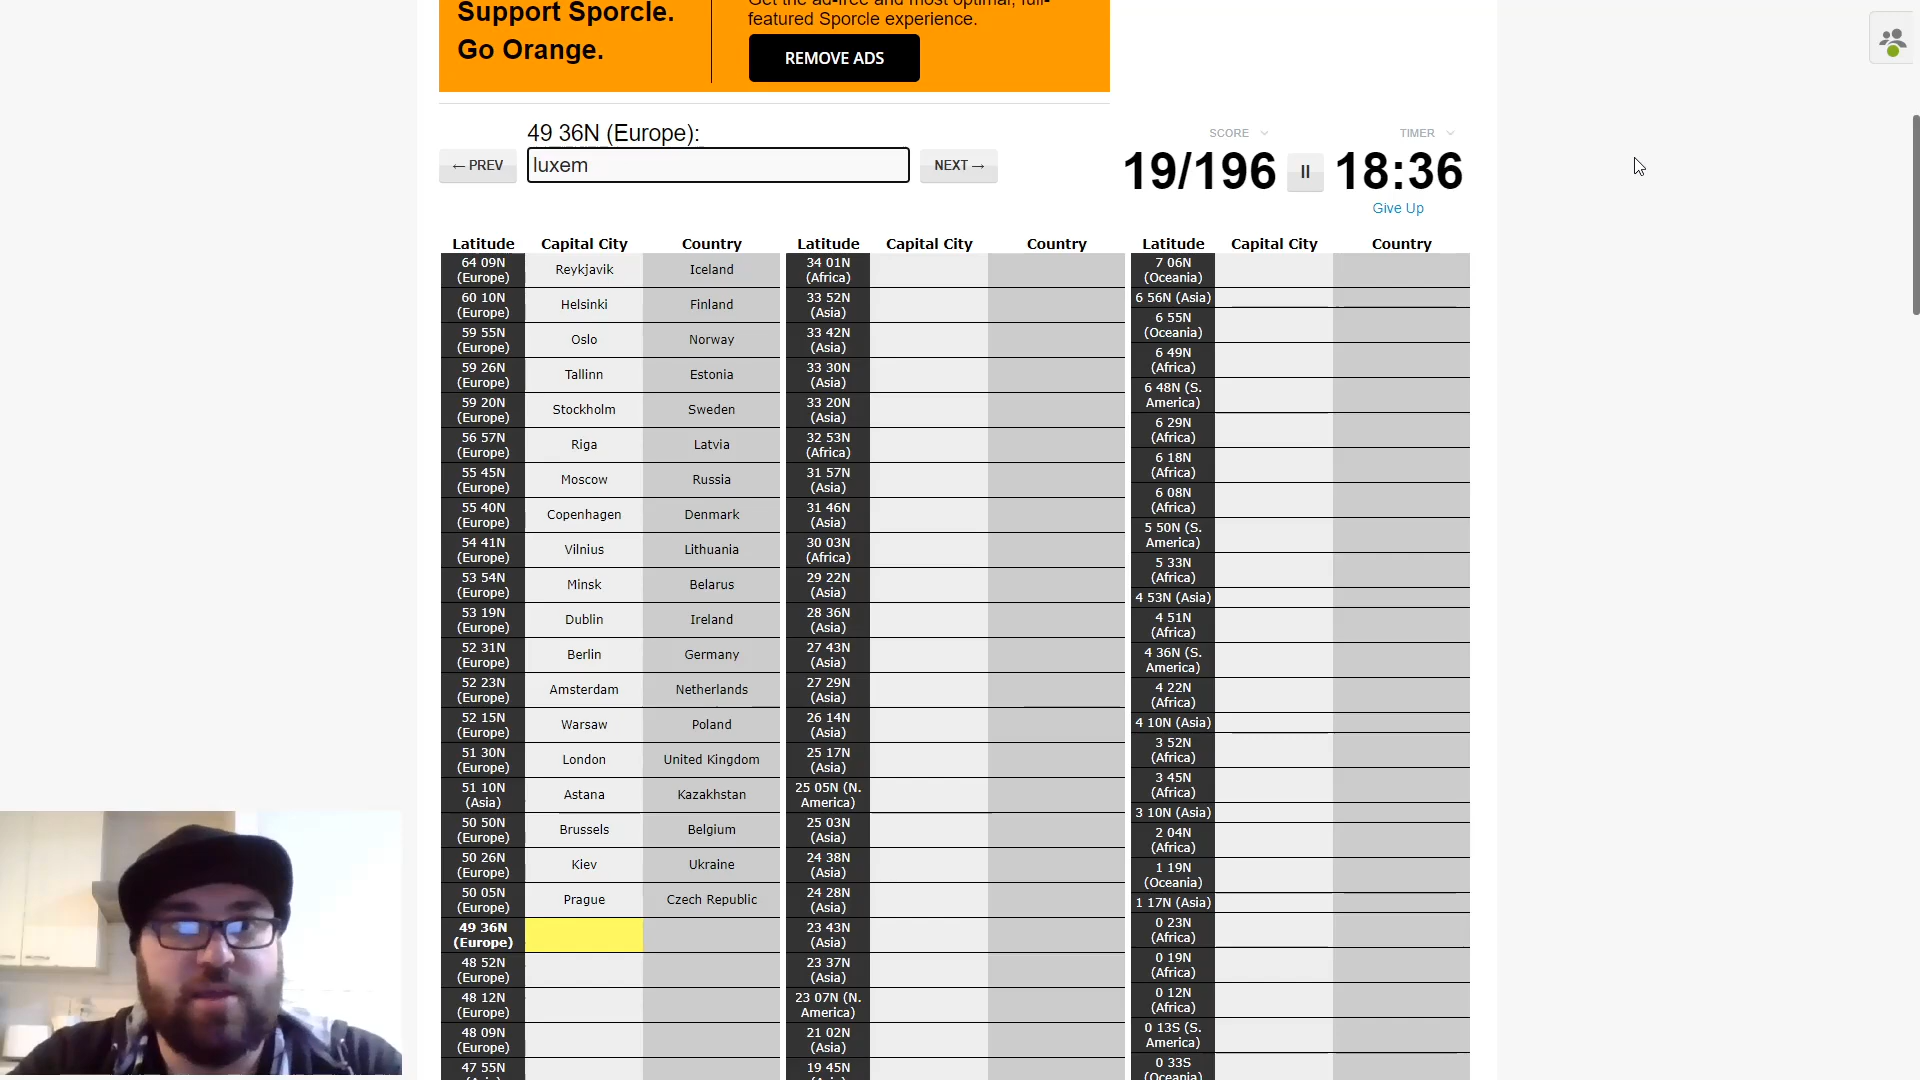 Support Sporcle.
Go Orange.
Get the ad-free and most optimal, full-
featured Sporcle experience.
REMOVE ADS
49 36N (Europe):
← PREV
luxem
NEXT →
SCORE
19/196
TIMER
18:36
Give Up
Latitude Capital City Country
64 09N (Europe) Reykjavik Iceland
60 10N (Europe) Helsinki Finland
59 55N (Europe) Oslo Norway
59 26N (Europe) Tallinn Estonia
59 20N (Europe) Stockholm Sweden
56 57N (Europe) Riga Latvia
55 45N (Europe) Moscow Russia
55 40N (Europe) Copenhagen Denmark
54 41N (Europe) Vilnius Lithuania
53 54N (Europe) Minsk Belarus
53 19N (Europe) Dublin Ireland
52 31N (Europe) Berlin Germany
52 23N (Europe) Amsterdam Netherlands
52 15N (Europe) Warsaw Poland
51 30N (Europe) London United Kingdom
51 10N (Asia) Astana Kazakhstan
50 50N (Europe) Brussels Belgium
50 26N (Europe) Kiev Ukraine
50 05N (Europe) Prague Czech Republic
49 36N (Europe)
48 52N (Europe)
48 12N (Europe)
48 09N (Europe)
47 55N
Latitude Capital City Country
34 01N (Africa)
33 52N (Asia)
33 42N (Asia)
33 30N (Asia)
33 20N (Asia)
32 53N (Africa)
31 57N (Asia)
31 46N (Asia)
30 03N (Africa)
29 22N (Asia)
28 36N (Asia)
27 43N (Asia)
27 29N (Asia)
26 14N (Asia)
25 17N (Asia)
25 05N (N. America)
25 03N (Asia)
24 38N (Asia)
24 28N (Asia)
23 43N (Asia)
23 37N (Asia)
23 07N (N. America)
21 02N (Asia)
19 45N
Latitude Capital City Country
7 06N (Oceania)
6 56N (Asia)
6 55N (Oceania)
6 49N (Africa)
6 48N (S. America)
6 29N (Africa)
6 18N (Africa)
6 08N (Africa)
5 50N (S. America)
5 33N (Africa)
4 53N (Asia)
4 51N (Africa)
4 36N (S. America)
4 22N (Africa)
4 10N (Asia)
3 52N (Africa)
3 45N (Africa)
3 10N (Asia)
2 04N (Africa)
1 19N (Oceania)
1 17N (Asia)
0 23N (Africa)
0 19N (Africa)
0 12N (Africa)
0 13S (S. America)
0 33S (Oceania)